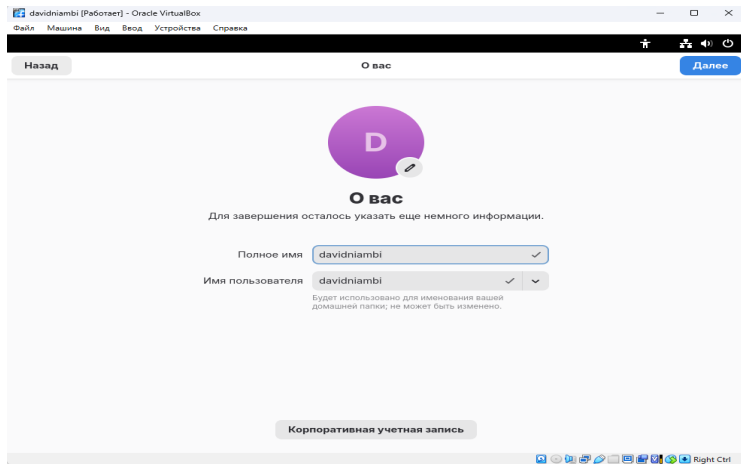 davidniambi [Работает] - Oracle VirtualBox
Файл Машина Вид Ввод Устройства Справка
Назад О вас Далее
D
О вас
Для завершения осталось указать еще немного информации.
Полное имя davidniambi
Имя пользователя davidniambi
Будет использовано для именования вашей
домашней папки; не может быть изменено.
Корпоративная учетная запись
Right Ctrl